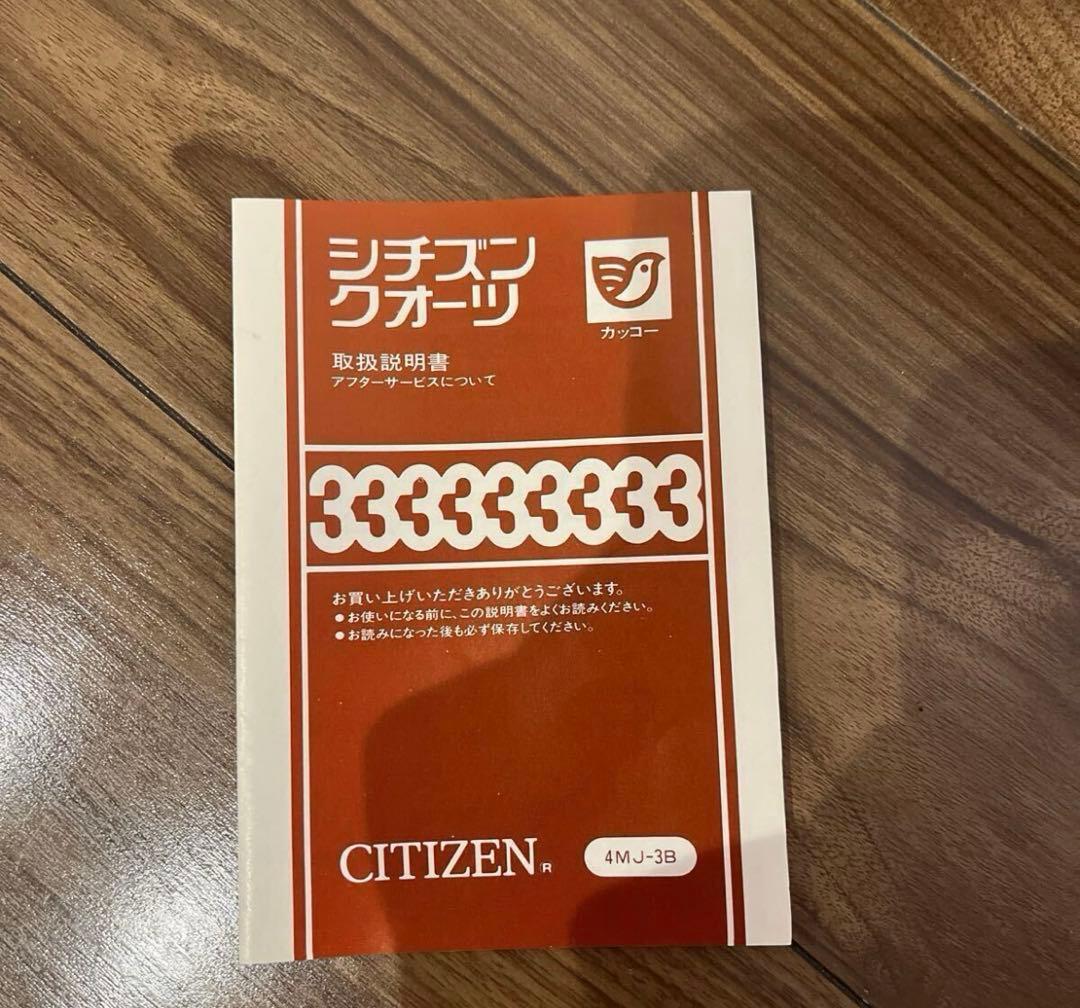 シチズン
クオーツ
カッコー
取扱説明書
アフターサービスについて
333333333
お買い上げいただきありがとうございます。
●お使いになる前に、この説明書をよくお読みください。
●お読みになった後も必ず保存してください。
CITIZEN®
4MJ-3B